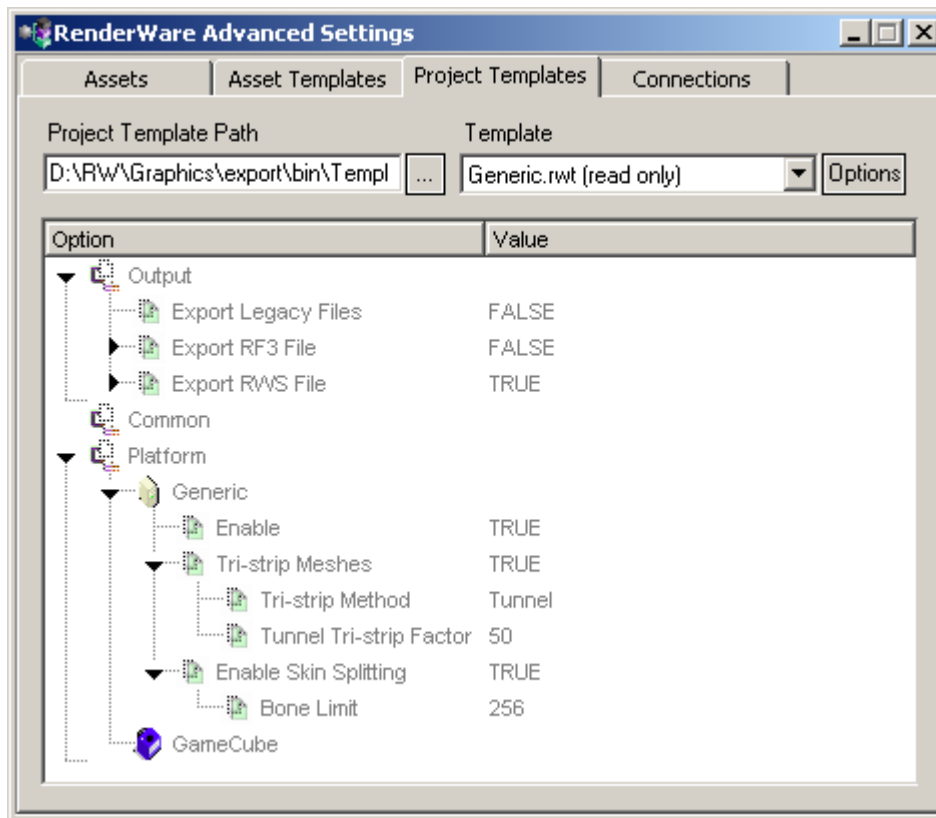 RenderWare Advanced Settings
Assets Asset Templates Project Templates Connections
Project Template Path Template
D:\RW\Graphics\export\bin\Templ ... Generic.rwt (read only) Options
Option Value
Output
Export Legacy Files FALSE
Export RF3 File FALSE
Export RWS File TRUE
Common
Platform
Generic
Enable TRUE
Tri-strip Meshes TRUE
Tri-strip Method Tunnel
Tunnel Tri-strip Factor 50
Enable Skin Splitting TRUE
Bone Limit 256
GameCube